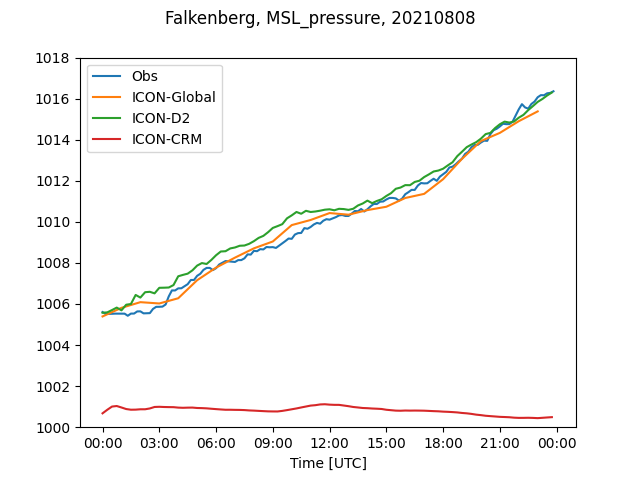 Falkenberg, MSL_pressure, 20210808
1018
1016
1014
1012
1010
1008
1006
1004
1002
1000
Obs
ICON-Global
ICON-D2
ICON-CRM
00:00 03:00 06:00 09:00 12:00 15:00 18:00 21:00 00:00
Time [UTC]